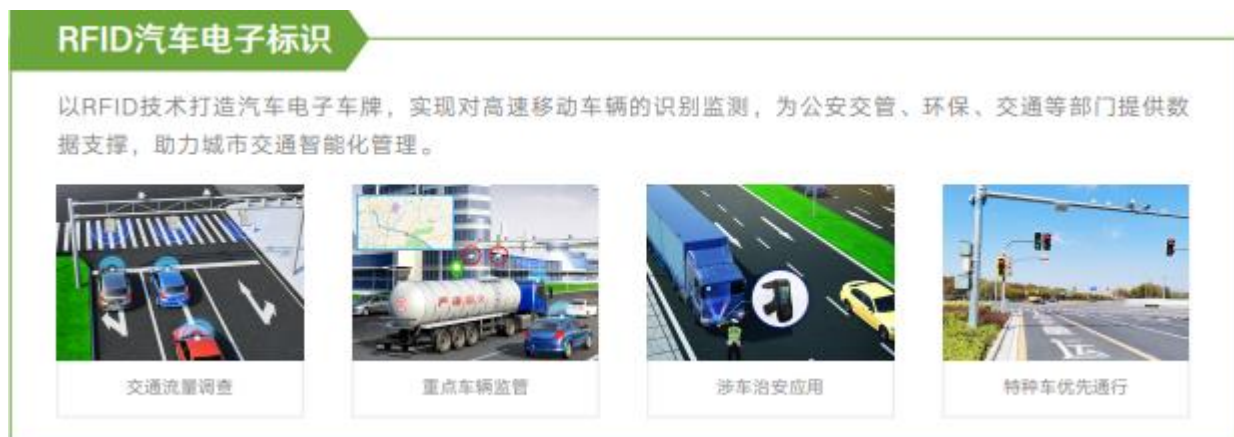 RFID汽车电子标识
以RFID技术打造汽车电子车牌，实现对高速移动车辆的识别监测，为公安交管、环保、交通等部门提供数
据支撑，助力城市交通智能化管理。
交通流量调查
重点车辆监管
涉车治安应用
特种车优先通行